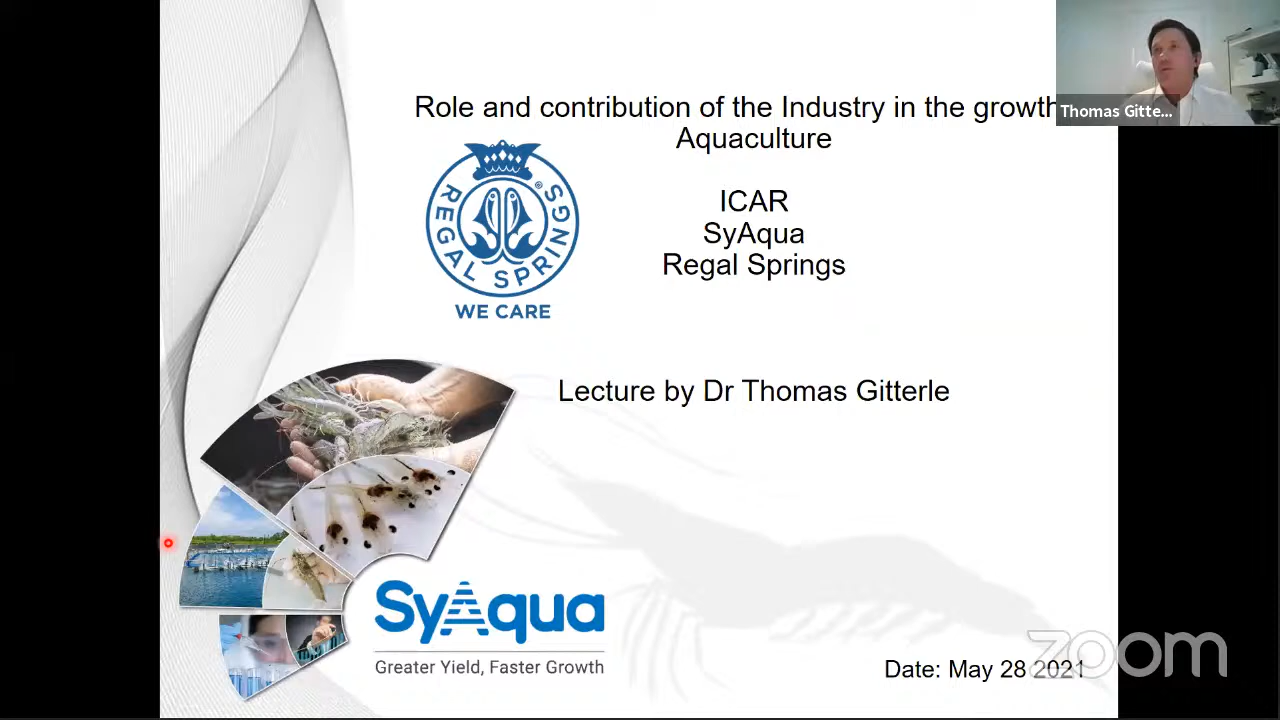 Role and contribution of the Industry in the growth
Aquaculture
Thomas Gitte...
REGAL SPRINGS
®
WE CARE
ICAR
SyAqua
Regal Springs
Lecture by Dr Thomas Gitterle
SyAqua
Greater Yield, Faster Growth
Date: May 28 2021
zoom